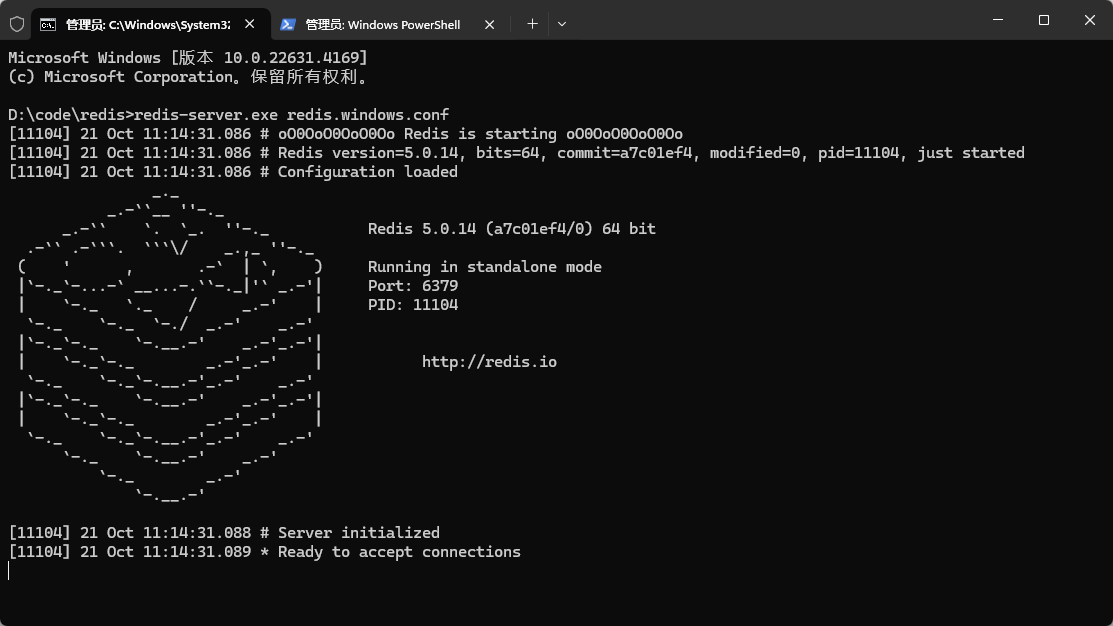 管理员: C:\Windows\System32
管理员: Windows PowerShell
Microsoft Windows [版本 10.0.22631.4169]
(c) Microsoft Corporation。保留所有权利。
D:\code\redis>redis-server.exe redis.windows.conf
[11104] 21 Oct 11:14:31.086 # oO0OoO0OoO0Oo Redis is starting oO0OoO0OoO0Oo
[11104] 21 Oct 11:14:31.086 # Redis version=5.0.14, bits=64, commit=a7c01ef4, modified=0, pid=11104, just started
[11104] 21 Oct 11:14:31.086 # Configuration loaded
Redis 5.0.14 (a7c01ef4/0) 64 bit
Running in standalone mode
Port: 6379
PID: 11104
http://redis.io
[11104] 21 Oct 11:14:31.088 # Server initialized
[11104] 21 Oct 11:14:31.089 * Ready to accept connections